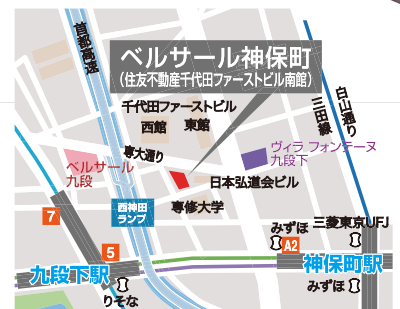 首都高速
ベルサール神保町
(住友不動産千代田ファーストビル南館)
千代田ファーストビル
西館
東館
専大通り
白山通り
三田線
ヴィラ フォンテーヌ
九段下
ベルサール
九段
日本弘道会ビル
西神田
ランプ
専修大学
7
5
みずほ
A2
三菱東京UFJ
九段下駅
神保町駅
りそな
みずほ